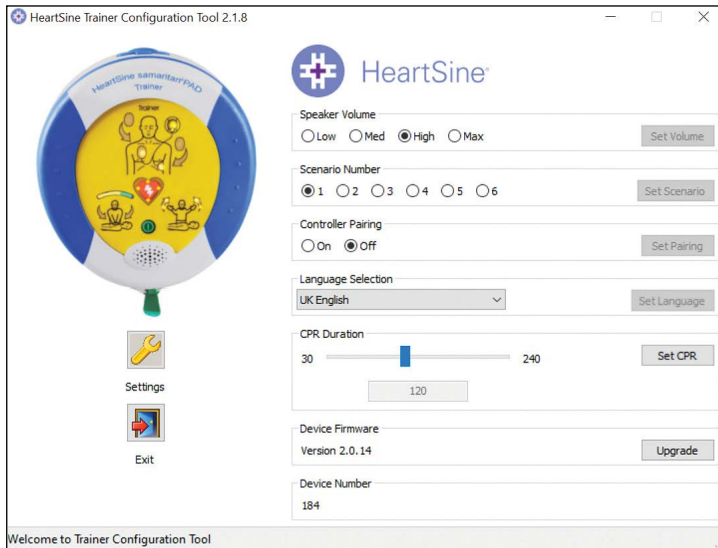 HeartSine Trainer Configuration Tool 2.1.8
HeartSine samaritan PAD
Trainer
Trainer
HeartSine
Speaker Volume
Low Med High Max Set Volume
Scenario Number
1 2 3 4 5 6 Set Scenario
Controller Pairing
On Off Set Pairing
Language Selection
UK English Set Language
CPR Duration
30 240 Set CPR
120
Settings
Device Firmware
Version 2.0.14 Upgrade
Exit
Device Number
184
Welcome to Trainer Configuration Tool